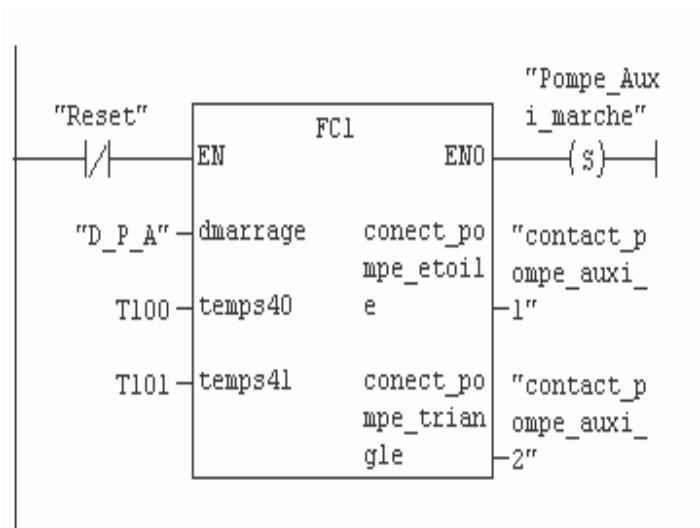 "Pompe_Aux
i_marche"
"Reset"
FC1
EN
ENO
S
"D_P_A"
dmarrage
conect_po
mpe_etoil
e
"contact_p
ompe_auxi_
1"
T100
temps40
T101
temps41
conect_po
mpe_trian
gle
"contact_p
ompe_auxi_
2"